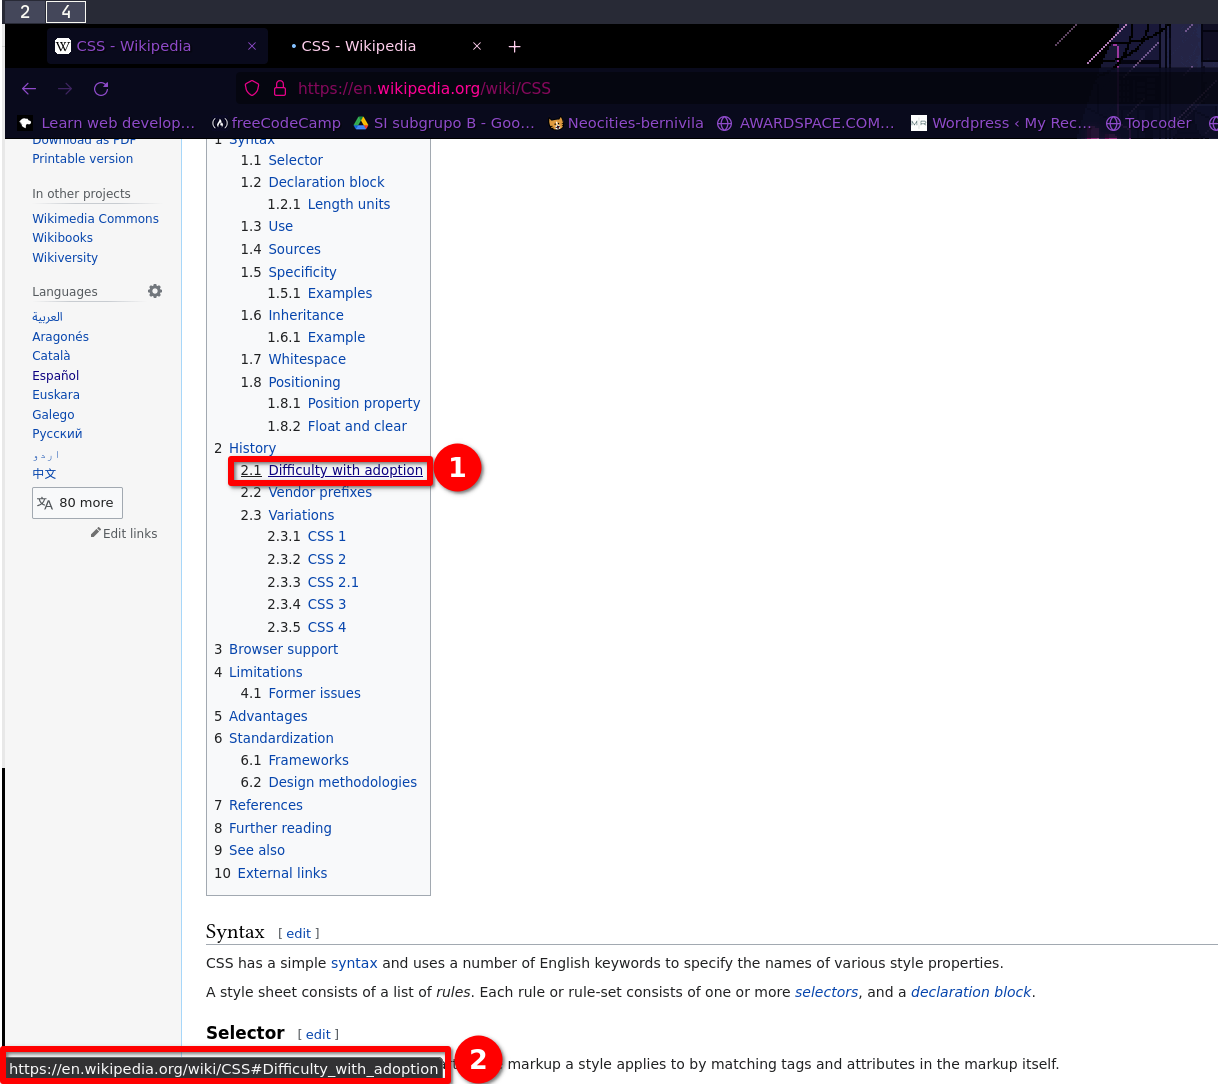 2 4
CSS - Wikipedia
CSS - Wikipedia
https://en.wikipedia.org/wiki/CSS
Learn web develop…
freeCodeCamp
SI subgrupo B - Goo…
Neocities-bernivila
AWARDSPACE.COM…
Wordpress ‹ My Rec…
Topcoder
Download as PDF
Printable version
In other projects
Wikimedia Commons
Wikibooks
Wikiversity
Languages
العربية
Aragonés
Català
Español
Euskara
Galego
Русский
اردو
中文
80 more
Edit links
1 Syntax
1.1 Selector
1.2 Declaration block
1.2.1 Length units
1.3 Use
1.4 Sources
1.5 Specificity
1.5.1 Examples
1.6 Inheritance
1.6.1 Example
1.7 Whitespace
1.8 Positioning
1.8.1 Position property
1.8.2 Float and clear
2 History
2.1 Difficulty with adoption
1
2.2 Vendor prefixes
2.3 Variations
2.3.1 CSS 1
2.3.2 CSS 2
2.3.3 CSS 2.1
2.3.4 CSS 3
2.3.5 CSS 4
3 Browser support
4 Limitations
4.1 Former issues
5 Advantages
6 Standardization
6.1 Frameworks
6.2 Design methodologies
7 References
8 Further reading
9 See also
10 External links
Syntax [ edit ]
CSS has a simple syntax and uses a number of English keywords to specify the names of various style properties.
A style sheet consists of a list of rules. Each rule or rule-set consists of one or more selectors, and a declaration block.
Selector [ edit ]
markup a style applies to by matching tags and attributes in the markup itself.
https://en.wikipedia.org/wiki/CSS#Difficulty_with_adoption
2